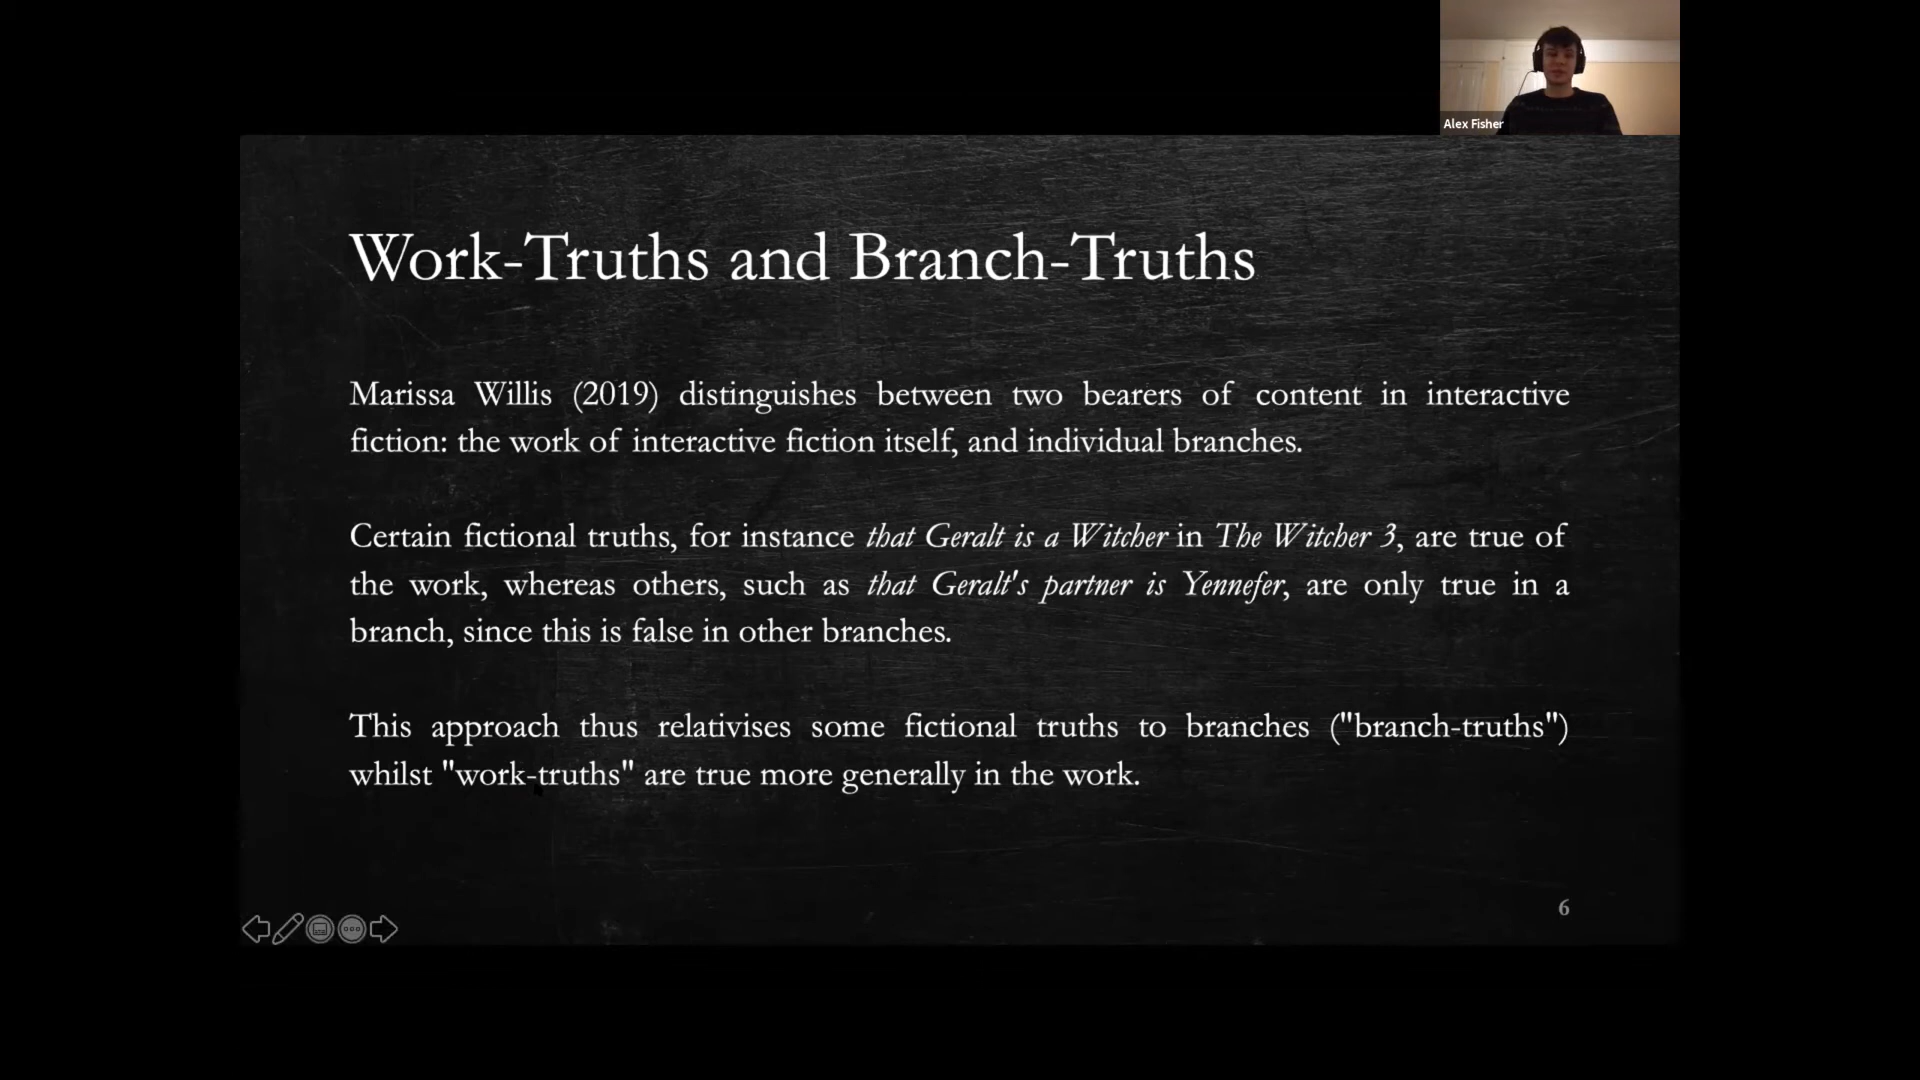 Alex Fisher
Work-Truths and Branch-Truths
Marissa Willis (2019) distinguishes between two bearers of content in interactive
fiction: the work of interactive fiction itself, and individual branches.
Certain fictional truths, for instance that Geralt is a Witcher in The Witcher 3, are true of
the work, whereas others, such as that Geralt's partner is Yennefer, are only true in a
branch, since this is false in other branches.
This approach thus relativises some fictional truths to branches ("branch-truths")
whilst "work-truths" are true more generally in the work.
6